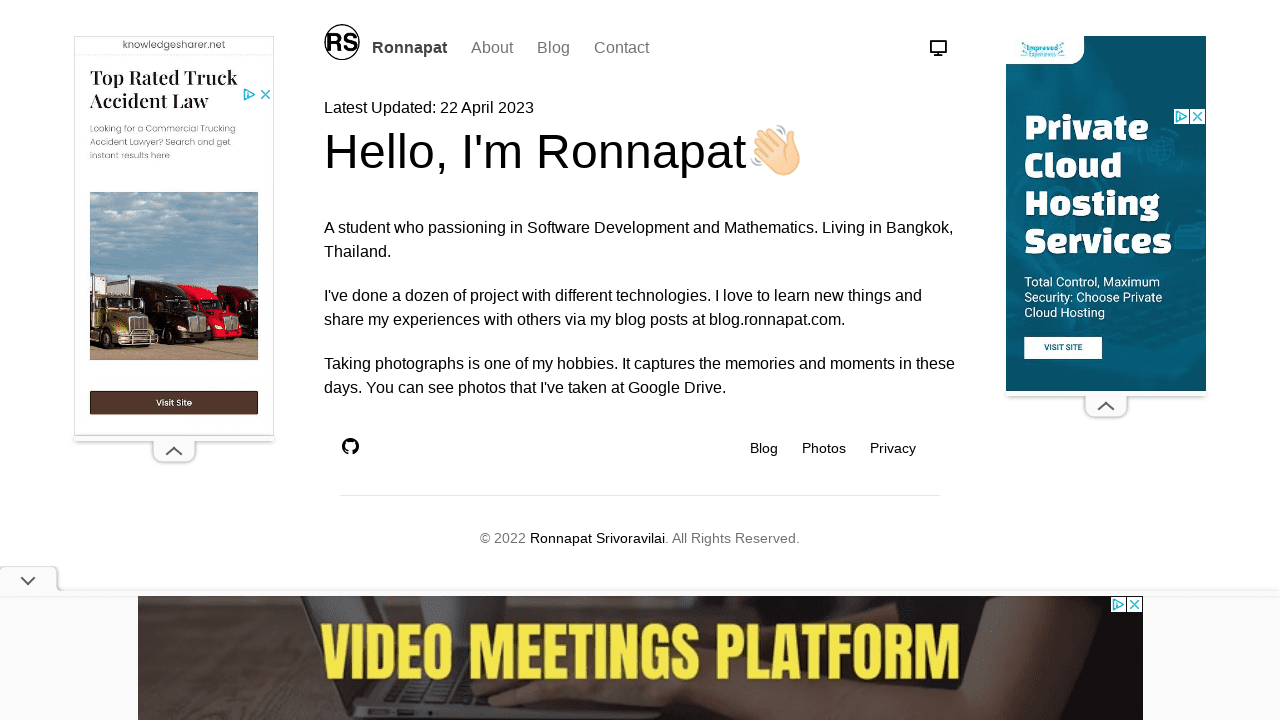 knowledgesharer.net
Top Rated Truck
Accident Law
Looking for a Commercial Trucking
Accident Lawyer? Search and get
instant results here
Visit Site
RS
Ronnapat
About
Blog
Contact
Latest Updated: 22 April 2023
Hello, I'm Ronnapat👋🏻
A student who passioning in Software Development and Mathematics. Living in Bangkok,
Thailand.
I've done a dozen of project with different technologies. I love to learn new things and
share my experiences with others via my blog posts at blog.ronnapat.com.
Taking photographs is one of my hobbies. It captures the memories and moments in these
days. You can see photos that I've taken at Google Drive.
Blog
Photos
Privacy
© 2022 Ronnapat Srivoravilai. All Rights Reserved.
Improved
Experiences
Private
Cloud
Hosting
Services
Total Control, Maximum
Security: Choose Private
Cloud Hosting
VISIT SITE
VIDEO MEETINGS PLATFORM